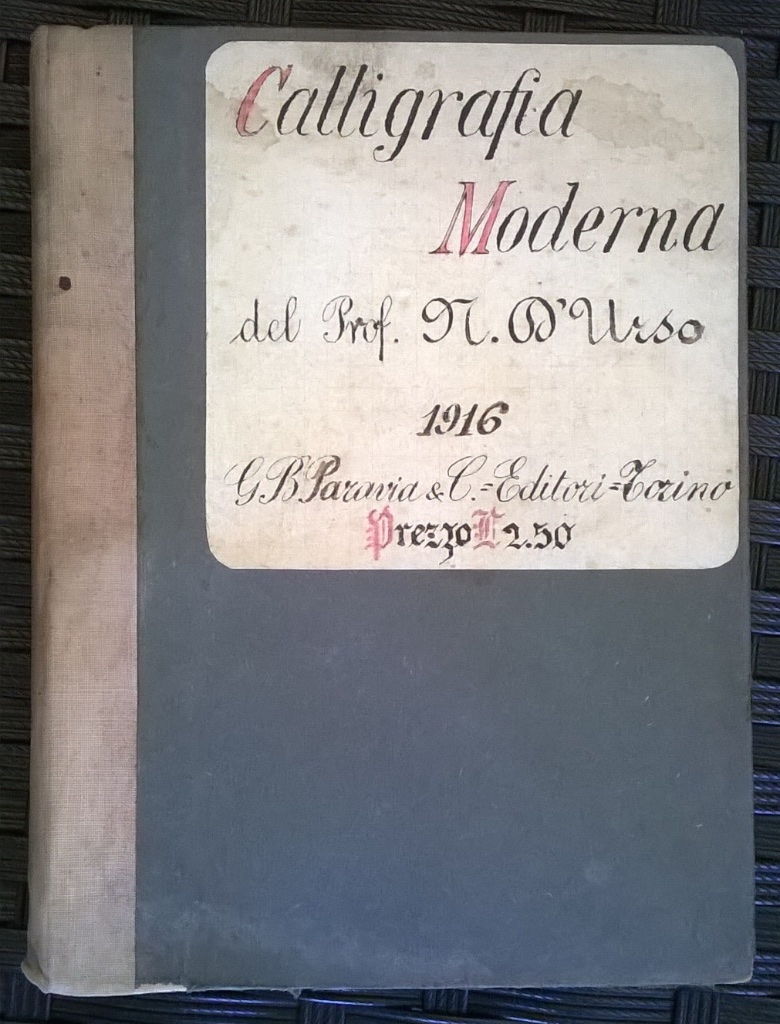 Calligrafia
Moderna
del Prof. N. D'Urso
1916
G.B. Paravia & C.=Editori=Torino
Prezzo L 2.50